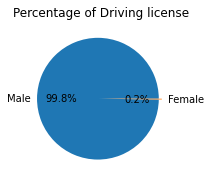 Percentage of Driving license
Male 99.8% 0.2% Female